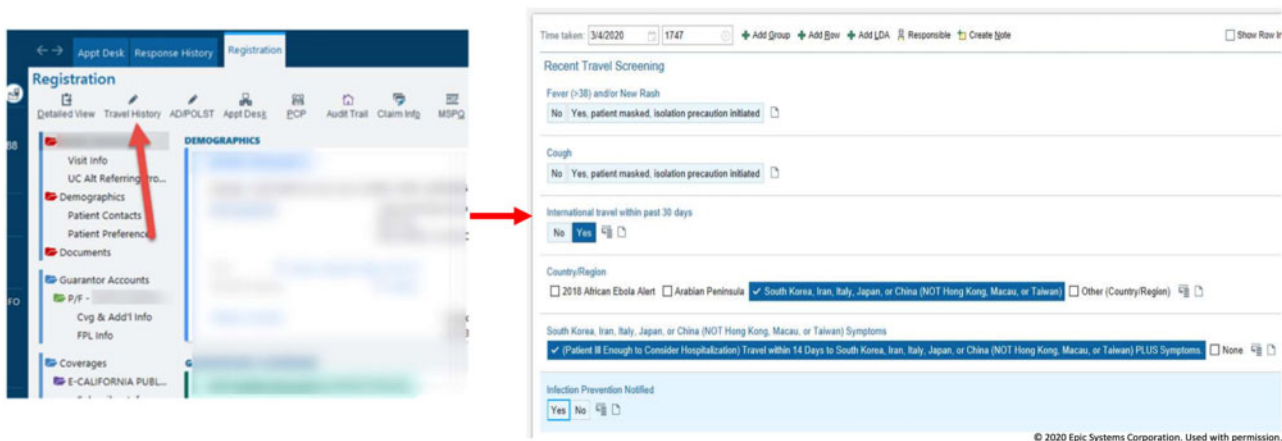 Appt Desk Response History Registration
Registration
Detailed View Travel History AD/POLST Appt Desk PCP Audit Trail Claim Info MSPQ
88
DEMOGRAPHICS
Visit Info
UC Alt Referring Pro...
Demographics
Patient Contacts
Patient Preference
Documents
Guarantor Accounts
FO
P/F -
Cvg & Add'l Info
FPL Info
Coverages
E-CALIFORNIA PUBL...
Time taken: 3/4/2020 1747 Add Group Add Row Add LDA Responsible Create Note Show Row In
Recent Travel Screening
Fever (>38) and/or New Rash
No Yes, patient masked, isolation precaution initiated
Cough
No Yes, patient masked, isolation precaution initiated
International travel within past 30 days
No Yes
Country/Region
2018 African Ebola Alert Arabian Peninsula South Korea, Iran, Italy, Japan, or China (NOT Hong Kong, Macau, or Taiwan) Other (Country/Region)
South Korea, Iran, Italy, Japan, or China (NOT Hong Kong, Macau, or Taiwan) Symptoms
(Patient Ill Enough to Consider Hospitalization) Travel within 14 Days to South Korea, Iran, Italy, Japan, or China (NOT Hong Kong, Macau, or Taiwan) PLUS Symptoms. None
Infection Prevention Notified
Yes No
© 2020 Epic Systems Corporation. Used with permission.